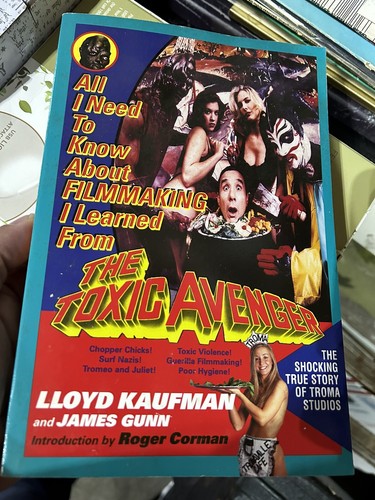 All
I Need
To
Know
About
FILMMAKING
I Learned
From
THE
TOXIC AVENGER
Chopper Chicks!
Surf Nazis!
Tromeo and Juliet!
Toxic Violence!
Guerilla Filmmaking!
Poor Hygiene!
TROMA
THE
SHOCKING
TRUE STORY
OF TROMA
STUDIOS
LLOYD KAUFMAN
and JAMES GUNN
Introduction by Roger Corman